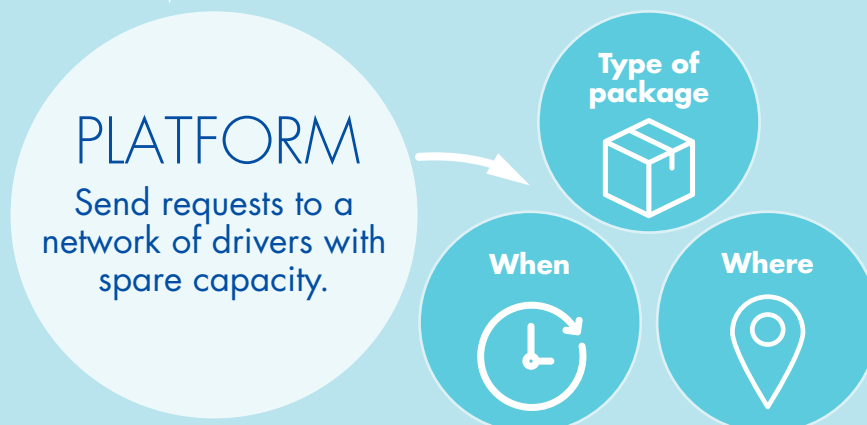 PLATFORM
Send requests to a
network of drivers with
spare capacity.
Type of
package
When
Where